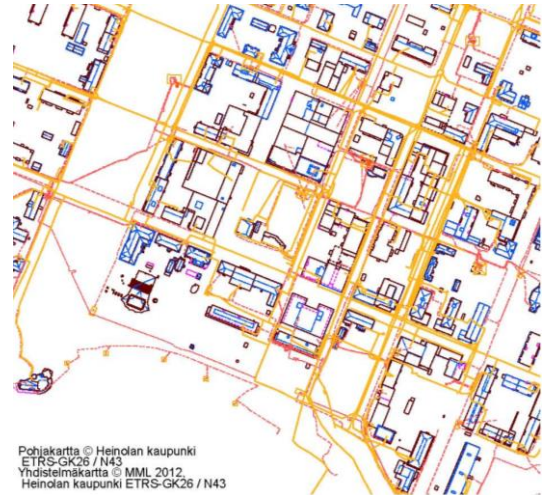 Pohjakartta © Heinolan kaupunki
ETRS-GK26 / N43
Yhdistelmäkartta © MML 2012,
Heinolan kaupunki ETRS-GK26 / N43